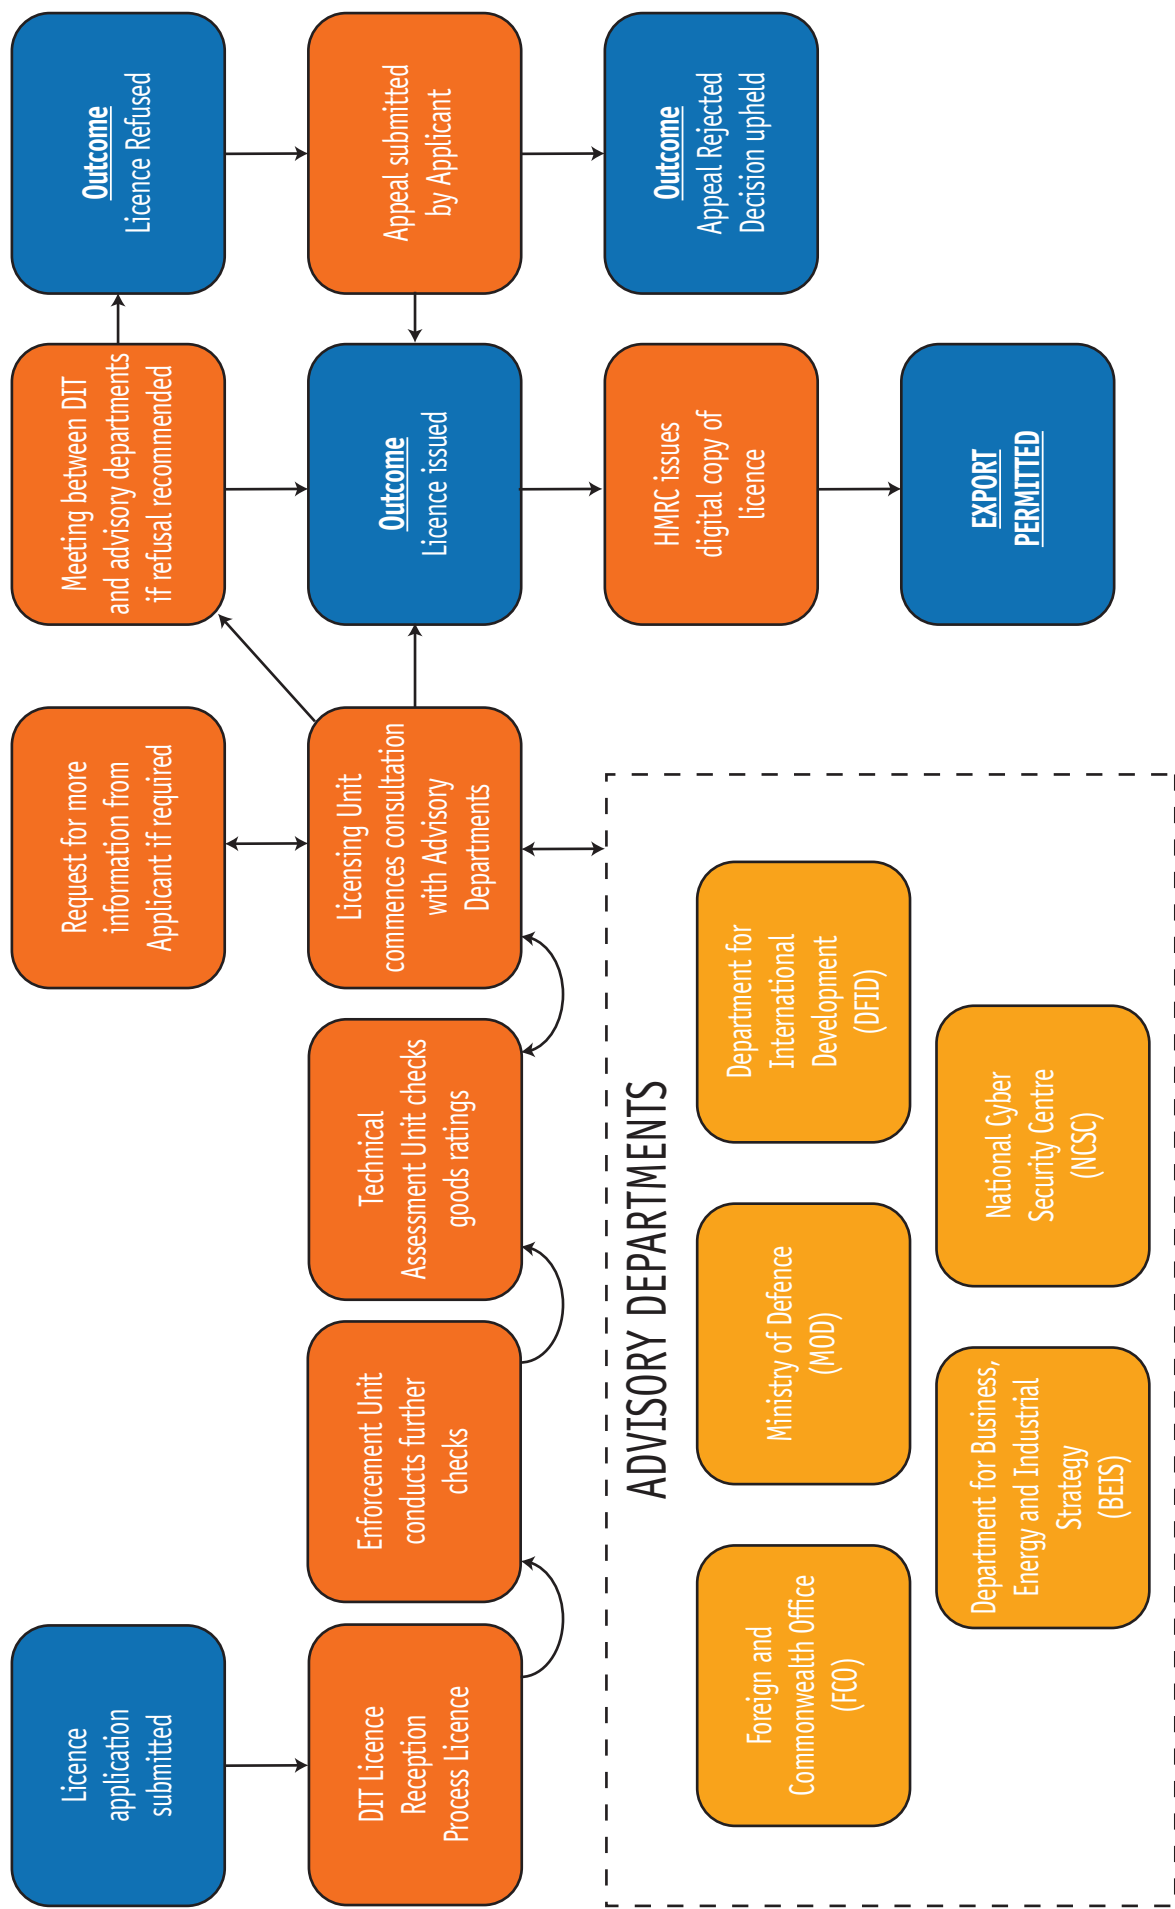 Licence
application
submitted
Request for more
information from
Applicant if required
Meeting between DIT
and advisory departments
if refusal recommended
Outcome
Licence Refused
DIT Licence
Reception
Process Licence
Enforcement Unit
conducts further
checks
Technical
Assessment Unit checks
goods ratings
Licensing Unit
commences consultation
with Advisory
Departments
Outcome
Licence issued
Appeal submitted
by Applicant
ADVISORY DEPARTMENTS
HMRC issues
digital copy of
licence
Outcome
Appeal Rejected
Decision upheld
Foreign and
Commonwealth Office
(FCO)
Ministry of Defence
(MOD)
Department for
International
Development
(DFID)
Department for Business,
Energy and Industrial
Strategy
(BEIS)
National Cyber
Security Centre
(NCSC)
EXPORT
PERMITTED